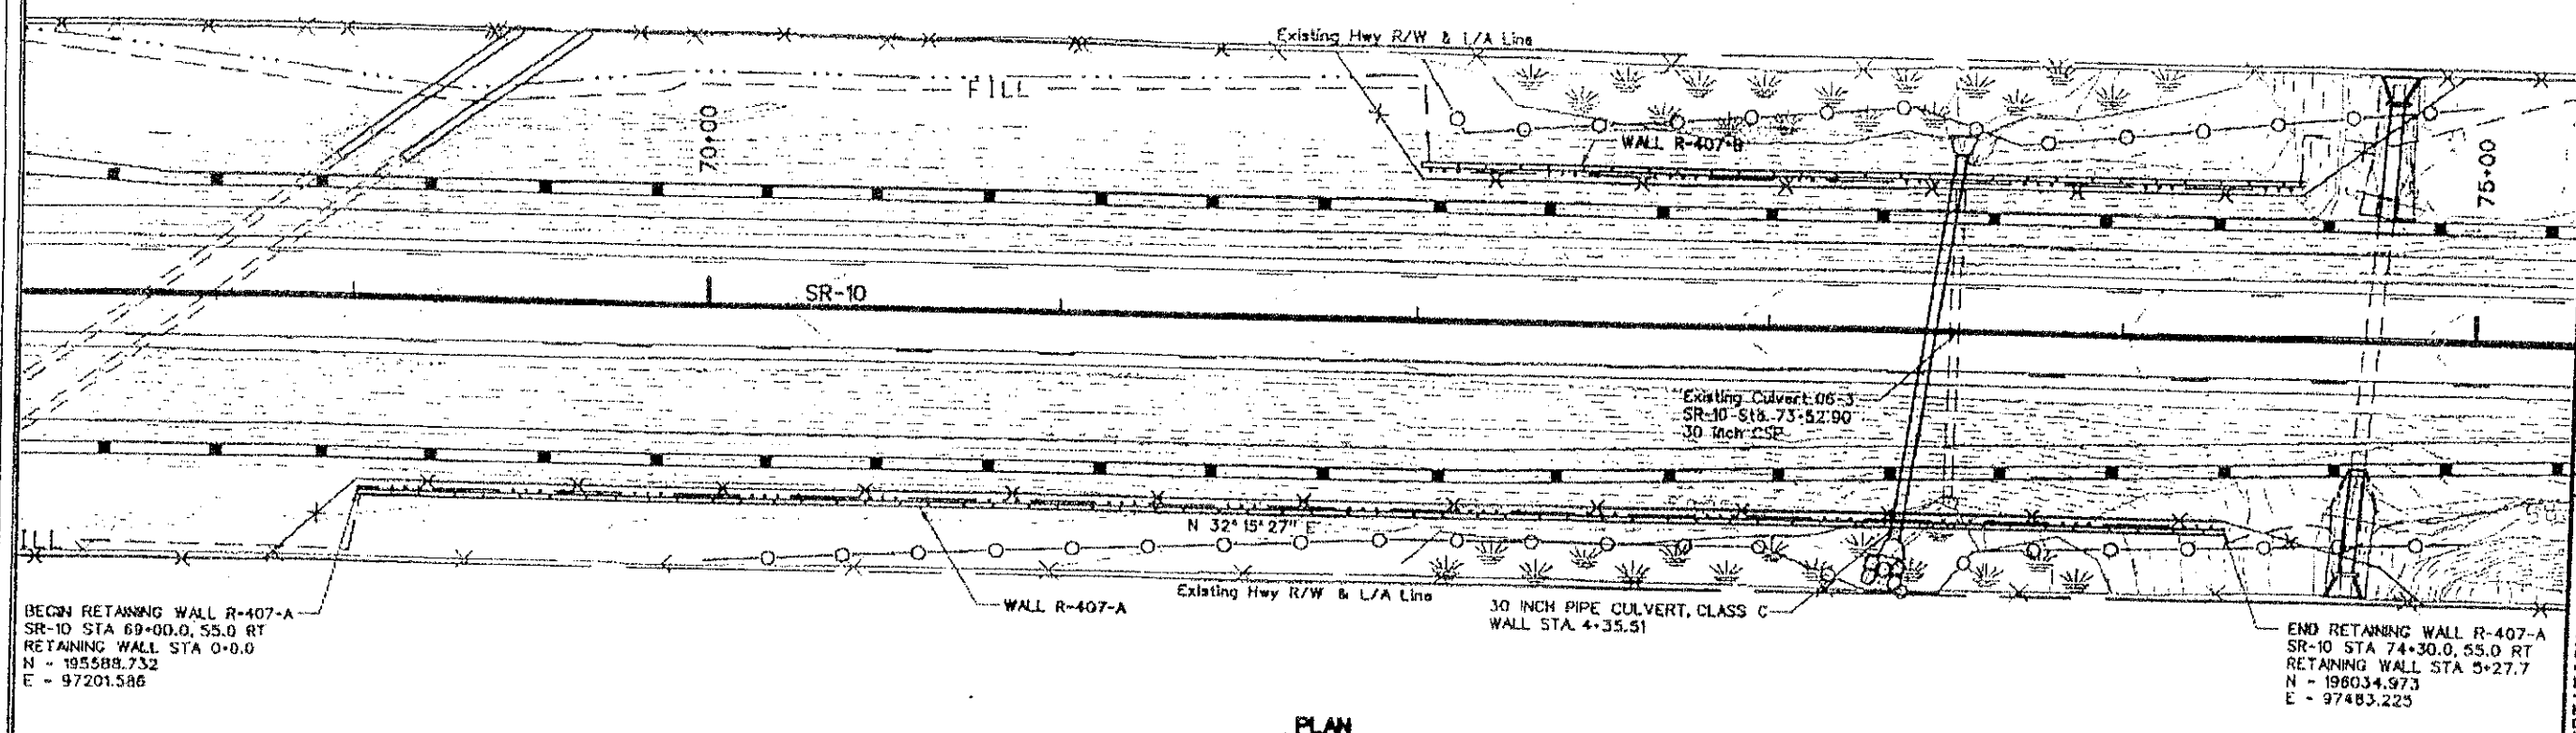 Existing Hwy R/W & L/A Line
FILL
70+00
WALL R-407-B
75+00
SR-10
Existing Culvert 06-3
SR-10 Sta. 73+52.90
30 Inch CSP
N 32° 15' 27" E
ILL
BEGIN RETAINING WALL R-407-A
SR-10 STA 69+00.0, 55.0 RT
RETAINING WALL STA 0+0.0
N - 195588.732
E - 97201.586
WALL R-407-A
Existing Hwy R/W & L/A Line
30 INCH PIPE CULVERT, CLASS C
WALL STA. 4+35.51
END RETAINING WALL R-407-A
SR-10 STA 74+30.0, 55.0 RT
RETAINING WALL STA 5+27.7
N - 196034.973
E - 97483.225
PLAN